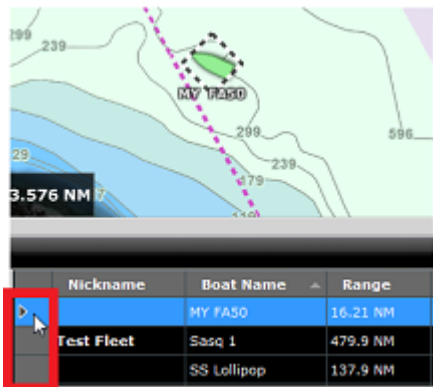 299
239
MY FA50
299
596
239
29
179
3.576 NM
Nickname Boat Name Range
MY FA50 16.21 NM
Test Fleet Sasq 1 479.9 NM
SS Lollipop 137.9 NM